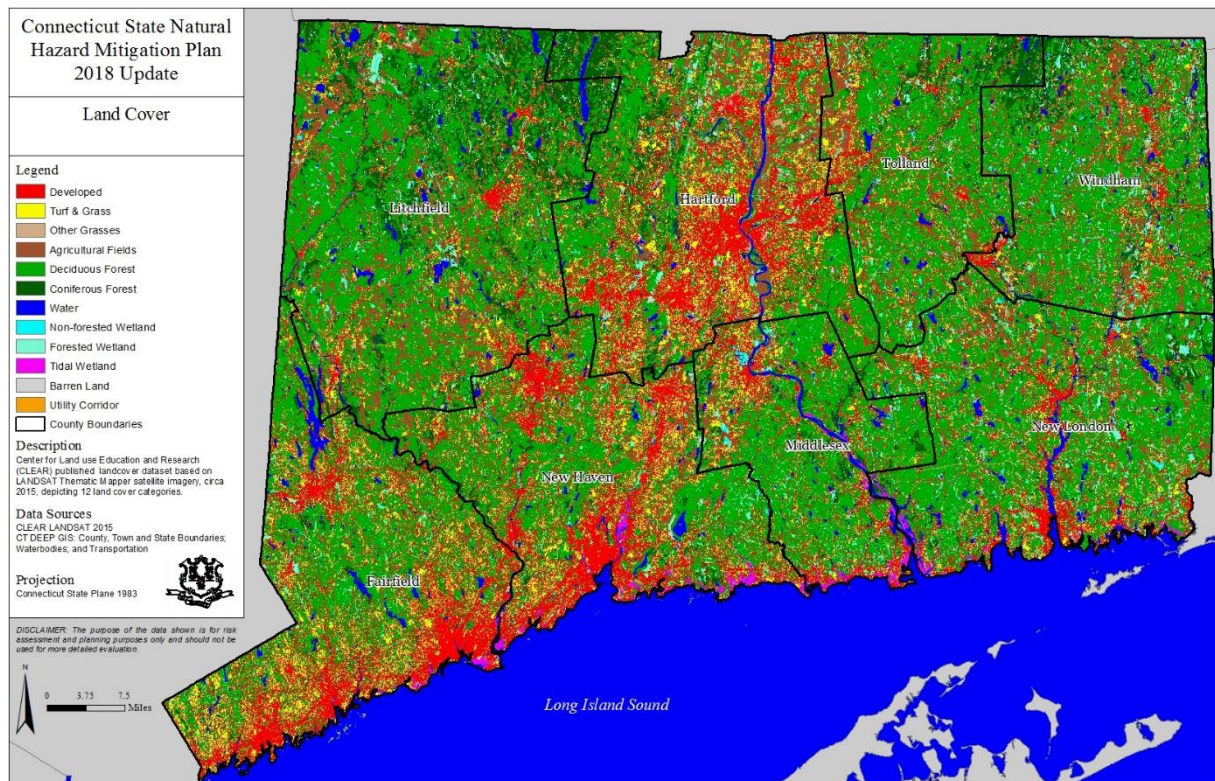 Connecticut State Natural
Hazard Mitigation Plan
2018 Update
Land Cover
Legend
Developed
Turf & Grass
Other Grasses
Agricultural Fields
Deciduous Forest
Coniferous Forest
Water
Non-forested Wetland
Forested Wetland
Tidal Wetland
Barren Land
Utility Corridor
County Boundaries
Description
Center for Land use Education and Research
(CLEAR) published landcover dataset based on
LANDSAT Thematic Mapper satellite imagery, circa
2015, depicting 12 land cover categories.
Data Sources
CLEAR LANDSAT 2015
CT DEEP GIS: County, Town and State Boundaries;
Waterbodies; and Transportation
Projection
Connecticut State Plane 1983
DISCLAIMER: The purpose of the data shown is for risk
assessment and planning purposes only and should not be
used for more detailed evaluation.
N
0 3.75 7.5
Miles
Litchfield
Hartford
Tolland
Windham
Fairfield
New Haven
Middlesex
New London
Long Island Sound